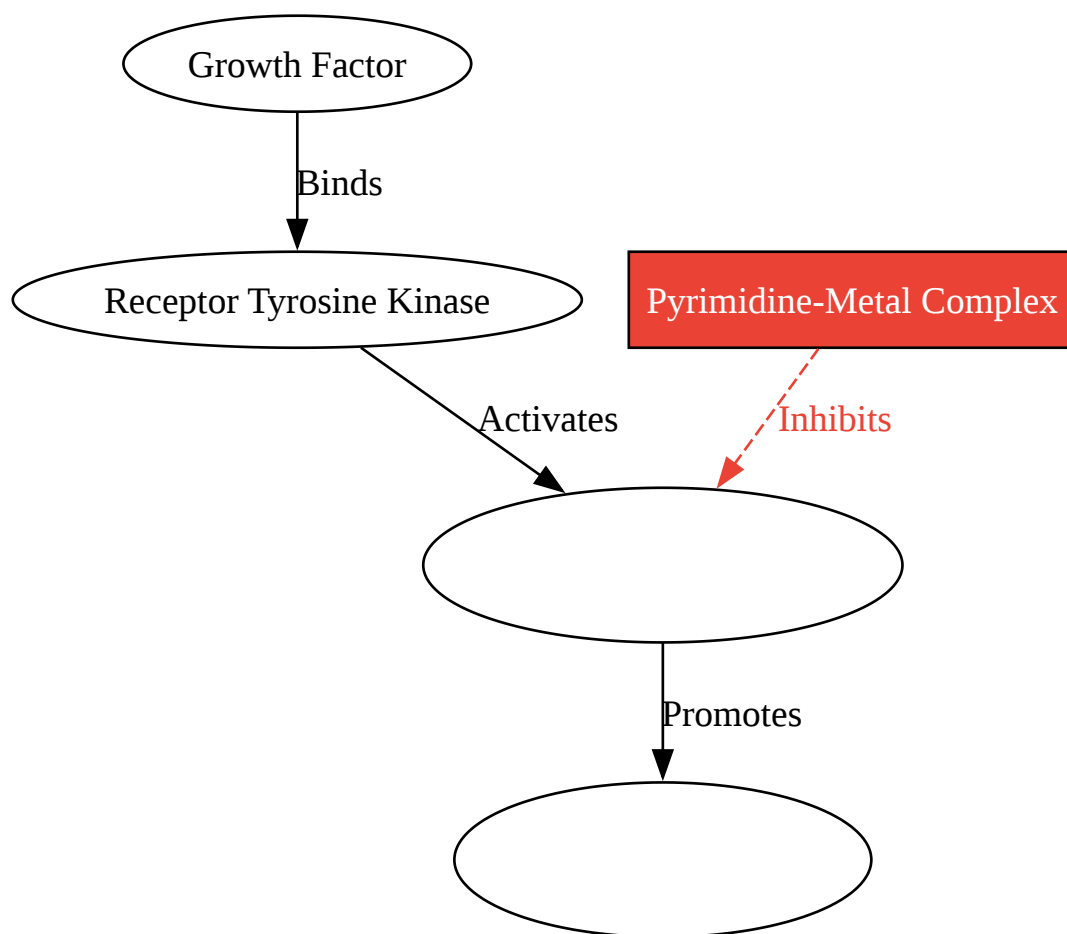 Growth Factor
Binds
Receptor Tyrosine Kinase
Pyrimidine-Metal Complex
Activates
Inhibits
Promotes